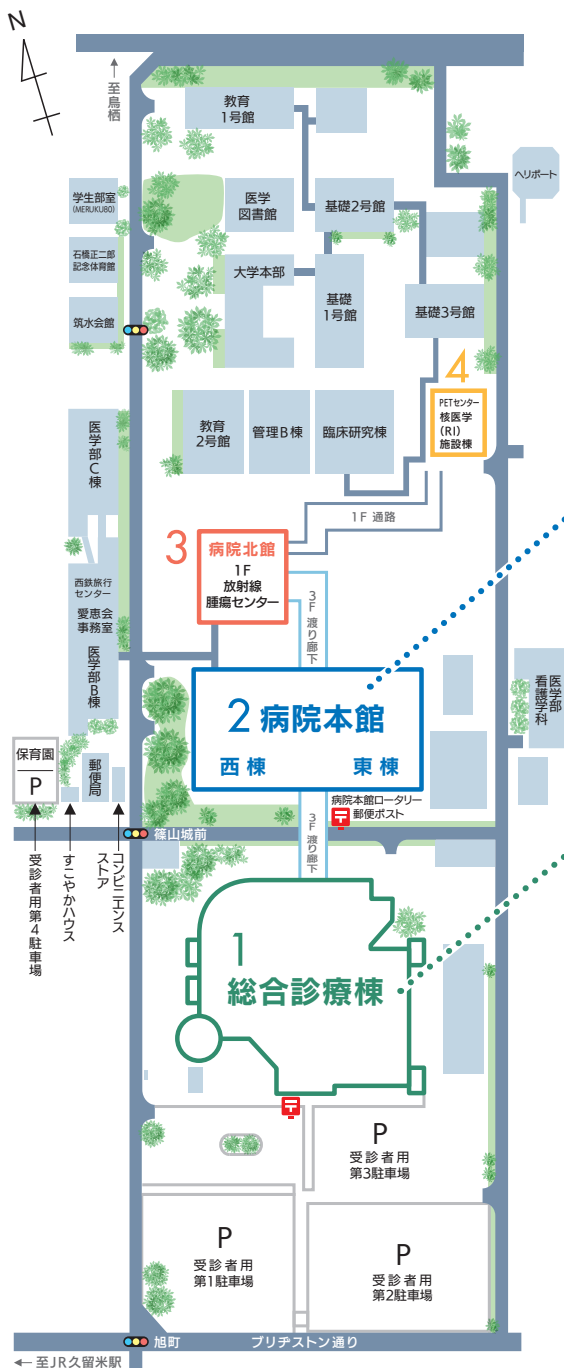 N
至鳥栖
教育
1号館
ヘリポート
学生部室
(MERUKUBO)
医学
図書館
基礎2号館
石橋正二郎
記念体育館
大学本部
基礎
1号館
基礎3号館
筑水会館
4
PETセンター
核医学
(RI)
施設棟
医学部C棟
教育
2号館
管理B棟
臨床研究棟
1F 通路
3
病院北館
1F
放射線
腫瘍センター
3F 渡り廊下
西鉄旅行
センター
愛恵会
事務室
医学部B棟
医学部
看護学科
2 病院本館
西棟
東棟
保育園
P
郵便局
病院本館ロータリー
郵便ポスト
3F 渡り廊下
篠山城前
受診者用第4駐車場
すこやかハウス
コンビニエンス
ストア
1
総合診療棟
P
受診者用
第3駐車場
P
受診者用
第1駐車場
P
受診者用
第2駐車場
旭町
ブリヂストン通り
← 至JR久留米駅